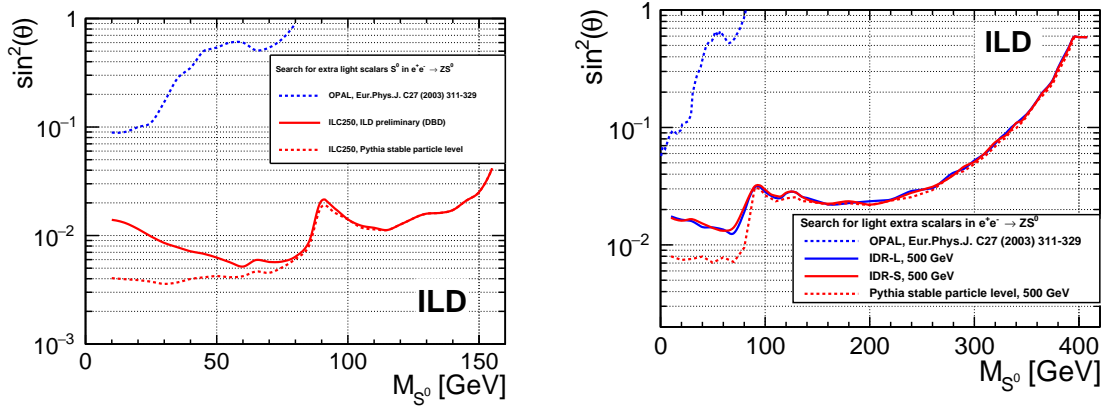 sin²(θ)
1
10⁻¹
10⁻²
10⁻³
Search for extra light scalars S⁰ in e⁺e⁻ → ZS⁰
OPAL, Eur.Phys.J. C27 (2003) 311-329
ILC250, ILD preliminary (DBD)
ILC250, Pythia stable particle level
ILD
0 50 100 150
M_S⁰ [GeV]
sin²(θ)
1
10⁻¹
10⁻²
ILD
Search for light extra scalars in e⁺e⁻ → ZS⁰
OPAL, Eur.Phys.J. C27 (2003) 311-329
IDR-L, 500 GeV
IDR-S, 500 GeV
Pythia stable particle level, 500 GeV
0 100 200 300 400
M_S⁰ [GeV]